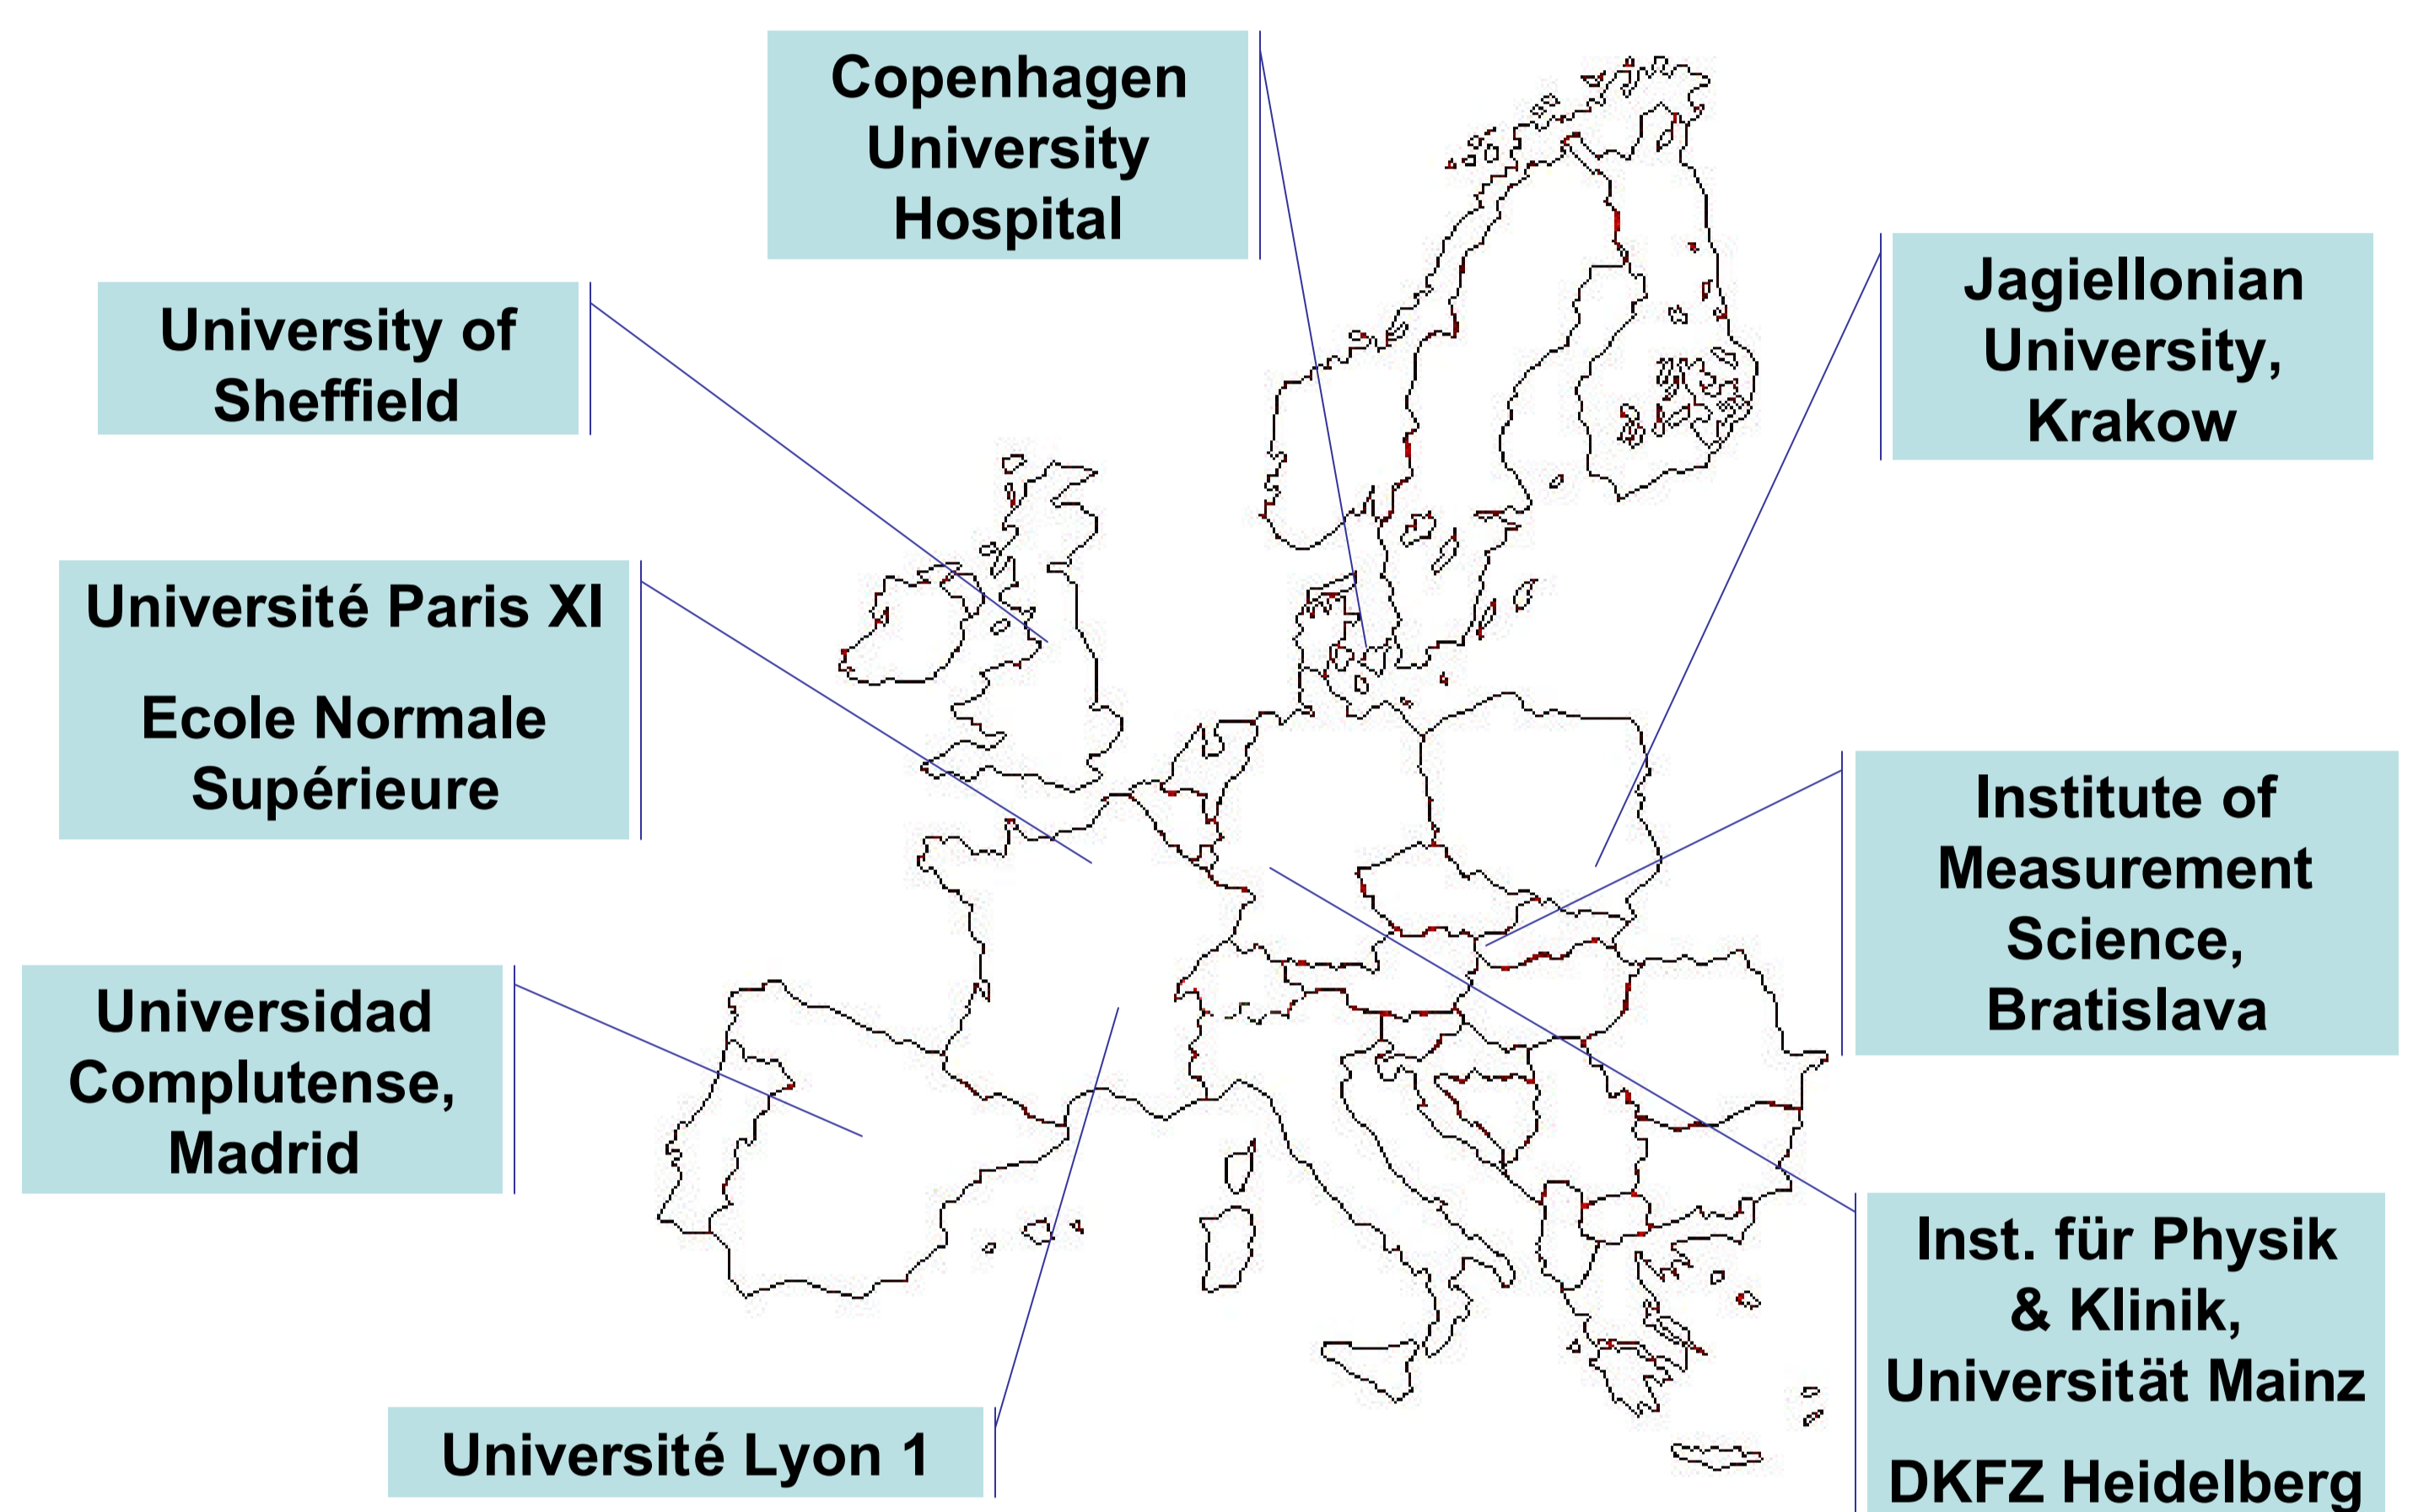 Copenhagen
University
Hospital
University of
Sheffield
Jagiellonian
University,
Krakow
Université Paris XI
Ecole Normale
Supérieure
Institute of
Measurement
Science,
Bratislava
Universidad
Complutense,
Madrid
Inst. für Physik
& Klinik,
Universität Mainz
DKFZ Heidelberg
Université Lyon 1